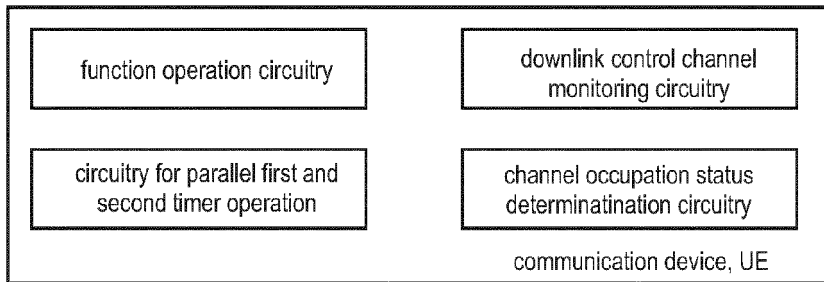 function operation circuitry
downlink control channel
monitoring circuitry
circuitry for parallel first and
second timer operation
channel occupation status
determatination circuitry
communication device, UE